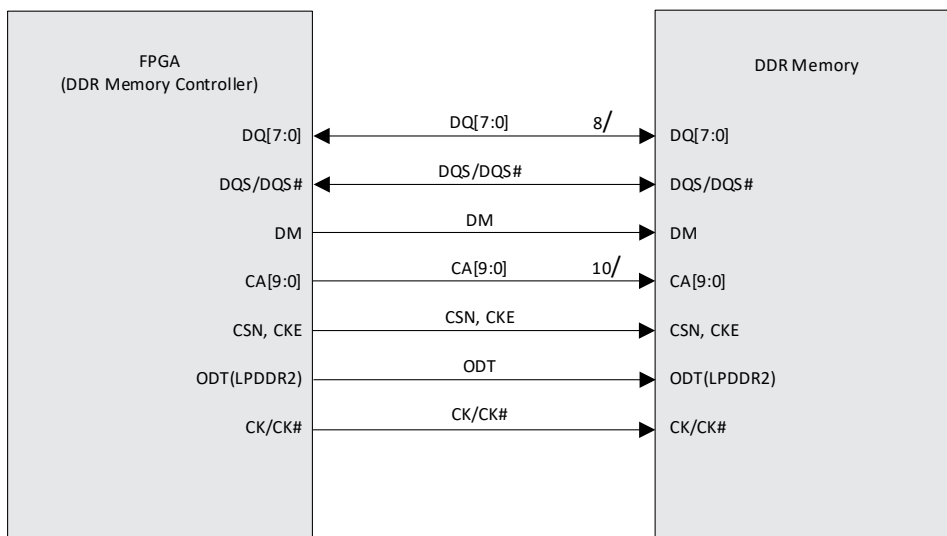 FPGA
(DDR Memory Controller)
DDR Memory
DQ[7:0] DQ[7:0] 8/ DQ[7:0]
DQS/DQS# DQS/DQS# DQS/DQS#
DM DM DM
CA[9:0] CA[9:0] 10/ CA[9:0]
CSN, CKE CSN, CKE CSN, CKE
ODT(LPDDR2) ODT ODT(LPDDR2)
CK/CK# CK/CK# CK/CK#